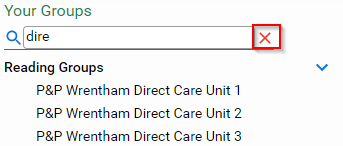 Your Groups
dire
Reading Groups
P&P Wrentham Direct Care Unit 1
P&P Wrentham Direct Care Unit 2
P&P Wrentham Direct Care Unit 3